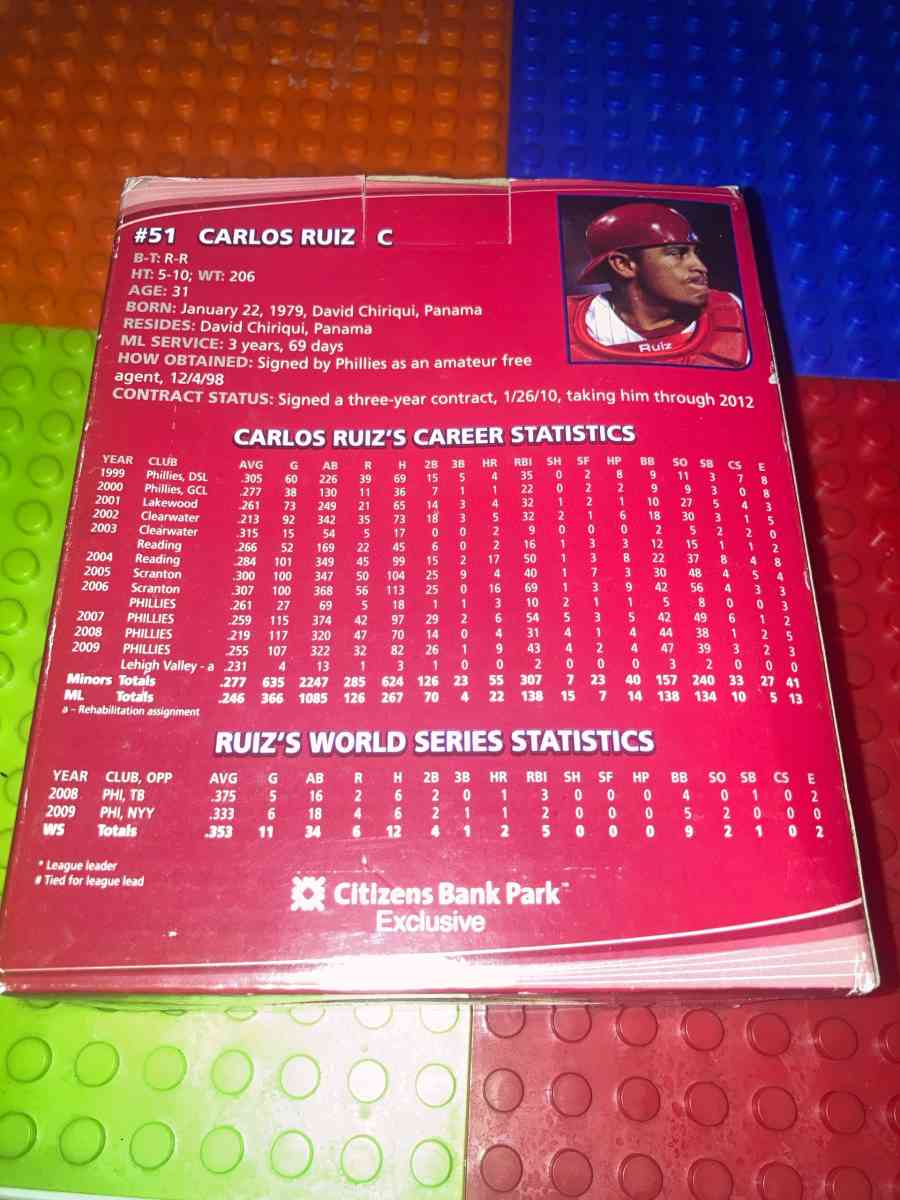 #51 CARLOS RUIZ C
B-T: R-R
HT: 5-10; WT: 206
AGE: 31
BORN: January 22, 1979, David Chiriqui, Panama
RESIDES: David Chiriqui, Panama
ML SERVICE: 3 years, 69 days
HOW OBTAINED: Signed by Phillies as an amateur free
agent, 12/4/98
CONTRACT STATUS: Signed a three-year contract, 1/26/10, taking him through 2012
Ruiz
CARLOS RUIZ'S CAREER STATISTICS
YEAR CLUB AVG G AB R H 2B 3B HR RBI SH SF HP BB SO SB CS E
1999 Phillies, DSL .305 60 226 39 69 15 5 4 35 0 2 8 9 11 3 7 8
2000 Phillies, GCL .277 38 130 11 36 7 1 1 22 0 2 2 9 9 3 0 8
2001 Lakewood .261 73 249 21 65 14 3 4 32 1 2 1 10 27 5 4 3
2002 Clearwater .213 92 342 35 73 18 3 5 32 2 1 6 18 30 3 1 5
2003 Clearwater .315 15 54 5 17 0 0 2 9 0 0 0 2 5 2 2 0
Reading .266 52 169 22 45 6 0 2 16 1 3 3 12 15 1 1 2
2004 Reading .284 101 349 45 99 15 2 17 50 1 3 8 22 37 8 4 8
2005 Scranton .300 100 347 50 104 25 9 4 40 1 7 3 30 48 4 5 4
2006 Scranton .307 100 368 56 113 25 0 16 69 1 3 9 42 56 4 3 3
PHILLIES .261 27 69 5 18 1 1 3 10 2 1 1 5 8 0 0 3
2007 PHILLIES .259 115 374 42 97 29 2 6 54 5 3 5 42 49 6 1 2
2008 PHILLIES .219 117 320 47 70 14 0 4 31 4 1 4 44 38 1 2 5
2009 PHILLIES .255 107 322 32 82 26 1 9 43 4 2 4 47 39 3 2 3
Lehigh Valley - a .231 4 13 1 3 1 0 0 2 0 0 0 3 2 0 0 0
Minors Totals .277 635 2247 285 624 126 23 55 307 7 23 40 157 240 33 27 41
ML Totals .246 366 1085 126 267 70 4 22 138 15 7 14 138 134 10 5 13
a – Rehabilitation assignment
RUIZ'S WORLD SERIES STATISTICS
YEAR CLUB, OPP AVG G AB R H 2B 3B HR RBI SH SF HP BB SO SB CS E
2008 PHI, TB .375 5 16 2 6 2 0 1 3 0 0 0 4 0 1 0 2
2009 PHI, NYY .333 6 18 4 6 2 1 1 2 0 0 0 5 2 0 0 0
WS Totals .353 11 34 6 12 4 1 2 5 0 0 0 9 2 1 0 2
* League leader
# Tied for league lead
Citizens Bank Park™
Exclusive